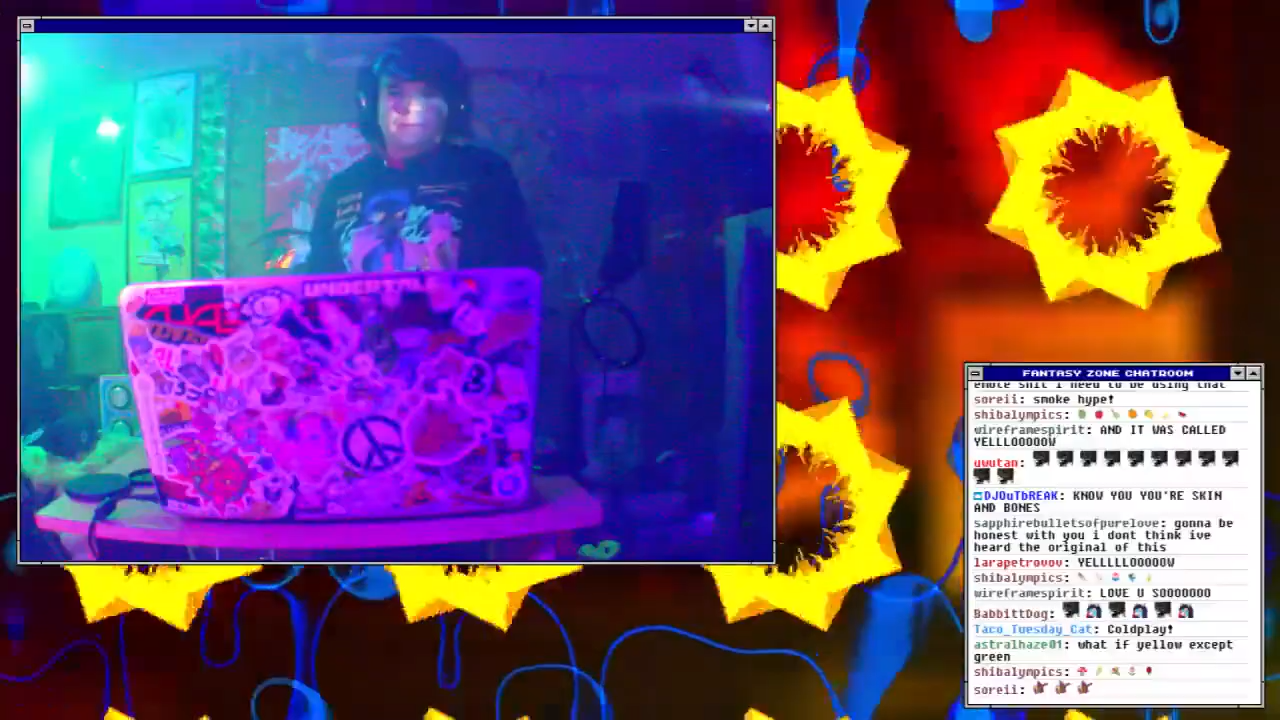 UNDERTALE
FANTASY ZONE CHATROOM
emote shit i need to be using that
soreii: smoke hype!
shibalympics:
wireframespirit: AND IT WAS CALLED
YELLLOOOOOW
uwutan:
DJOuTbREAK: KNOW YOU YOU'RE SKIN
AND BONES
sapphirebulletsofpurelove: gonna be
honest with you i dont think ive
heard the original of this
larapetrovov: YELLLLLOOOOOW
shibalympics:
wireframespirit: LOVE U SOOOOOOO
BabbittDog:
Taco_Tuesday_Cat: Coldplay!
astralhaze01: what if yellow except
green
shibalympics:
soreii: